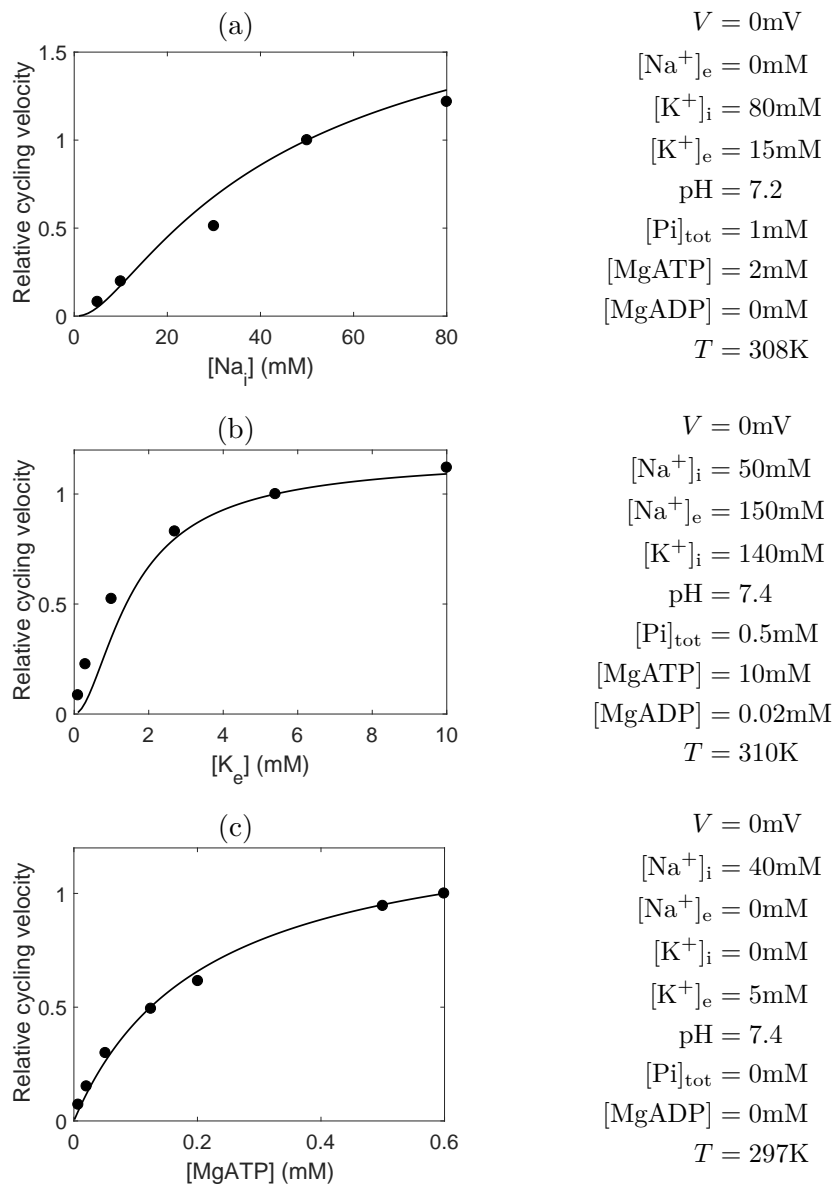 (a)
1.5
1
0.5
0
0 20 40 60 80
Relative cycling velocity
[Na_i] (mM)
V = 0mV
[Na⁺]ₑ = 0mM
[K⁺]ᵢ = 80mM
[K⁺]ₑ = 15mM
pH = 7.2
[Pi]ₜₒₜ = 1mM
[MgATP] = 2mM
[MgADP] = 0mM
T = 308K
(b)
1
0.5
0
0 2 4 6 8 10
Relative cycling velocity
[K_e] (mM)
V = 0mV
[Na⁺]ᵢ = 50mM
[Na⁺]ₑ = 150mM
[K⁺]ᵢ = 140mM
pH = 7.4
[Pi]ₜₒₜ = 0.5mM
[MgATP] = 10mM
[MgADP] = 0.02mM
T = 310K
(c)
1
0.5
0
0 0.2 0.4 0.6
Relative cycling velocity
[MgATP] (mM)
V = 0mV
[Na⁺]ᵢ = 40mM
[Na⁺]ₑ = 0mM
[K⁺]ᵢ = 0mM
[K⁺]ₑ = 5mM
pH = 7.4
[Pi]ₜₒₜ = 0mM
[MgADP] = 0mM
T = 297K